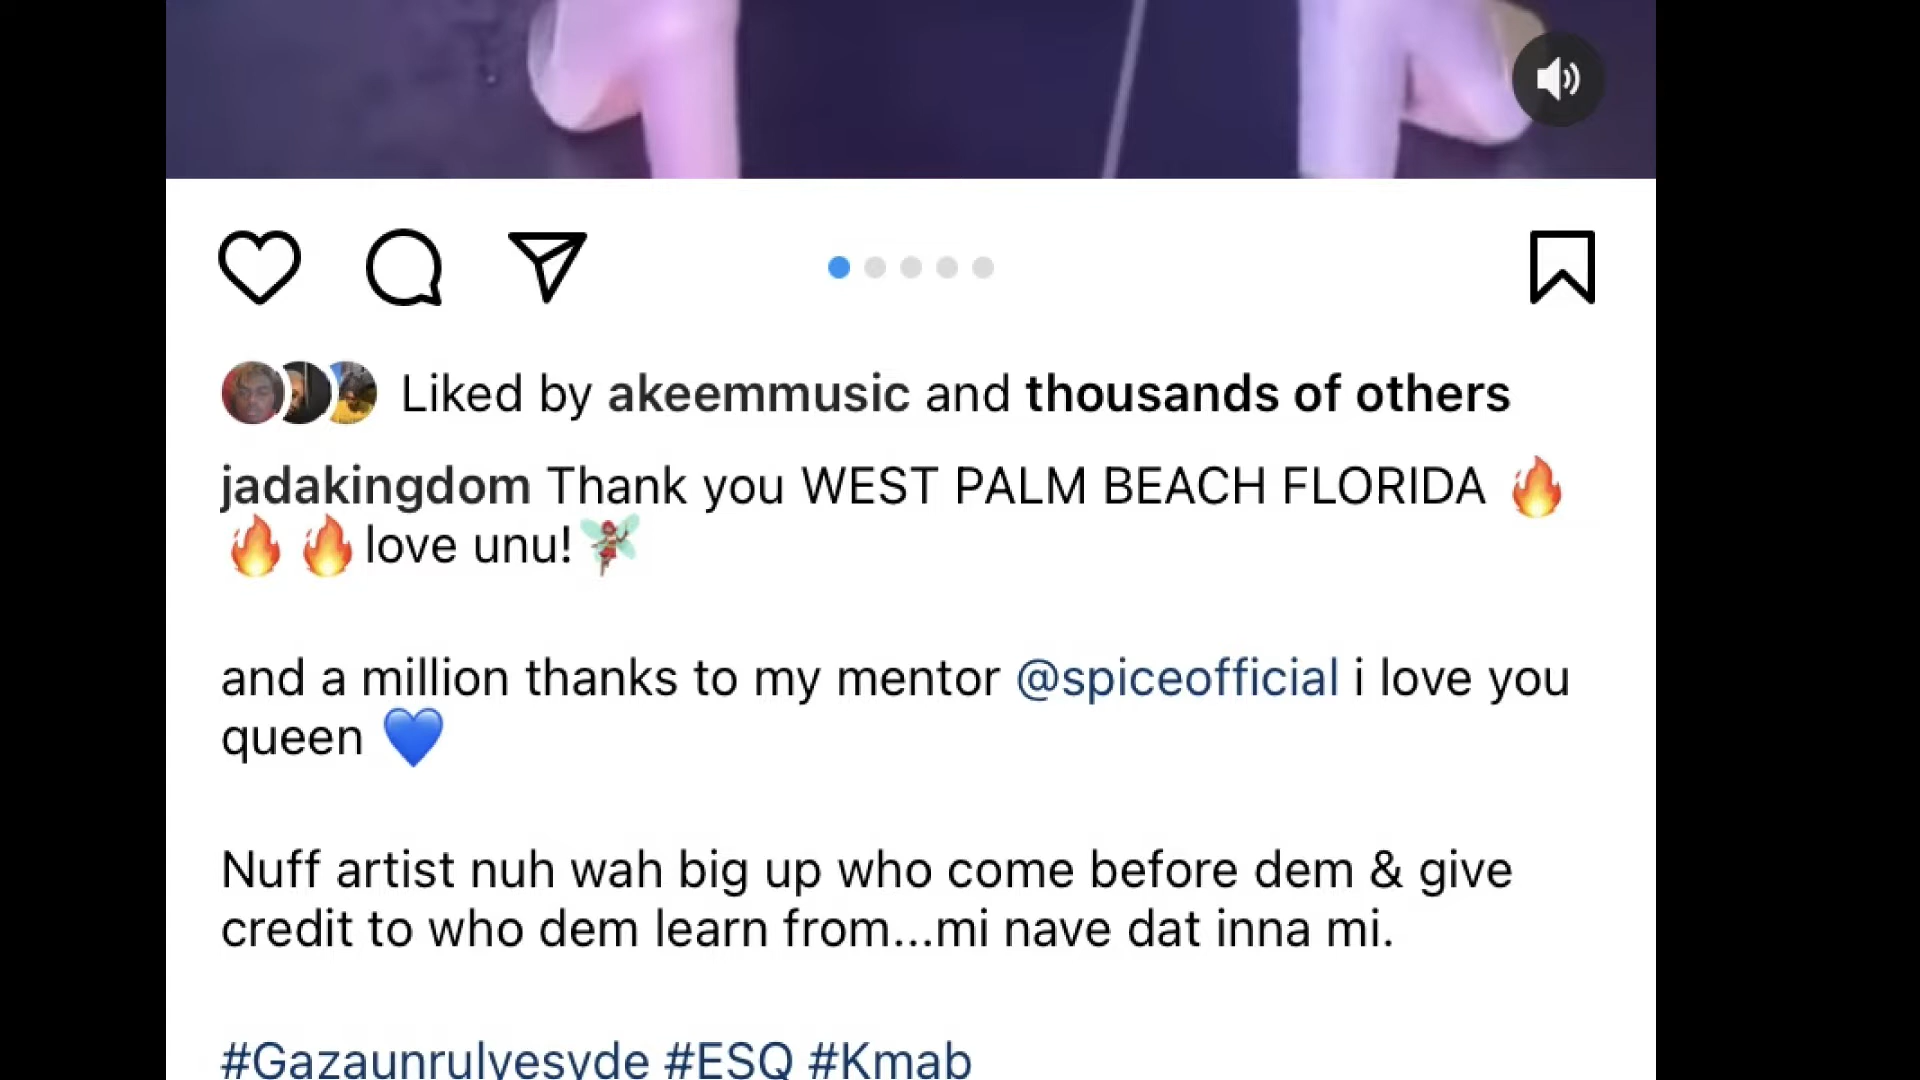 Liked by akeemmusic and thousands of others
jadakingdom Thank you WEST PALM BEACH FLORIDA 🔥
🔥🔥love unu!🧚🏾‍♀️
and a million thanks to my mentor @spiceofficial i love you
queen 💙
Nuff artist nuh wah big up who come before dem & give
credit to who dem learn from...mi nave dat inna mi.
#Gazaunrulyesyde #ESQ #Kmab